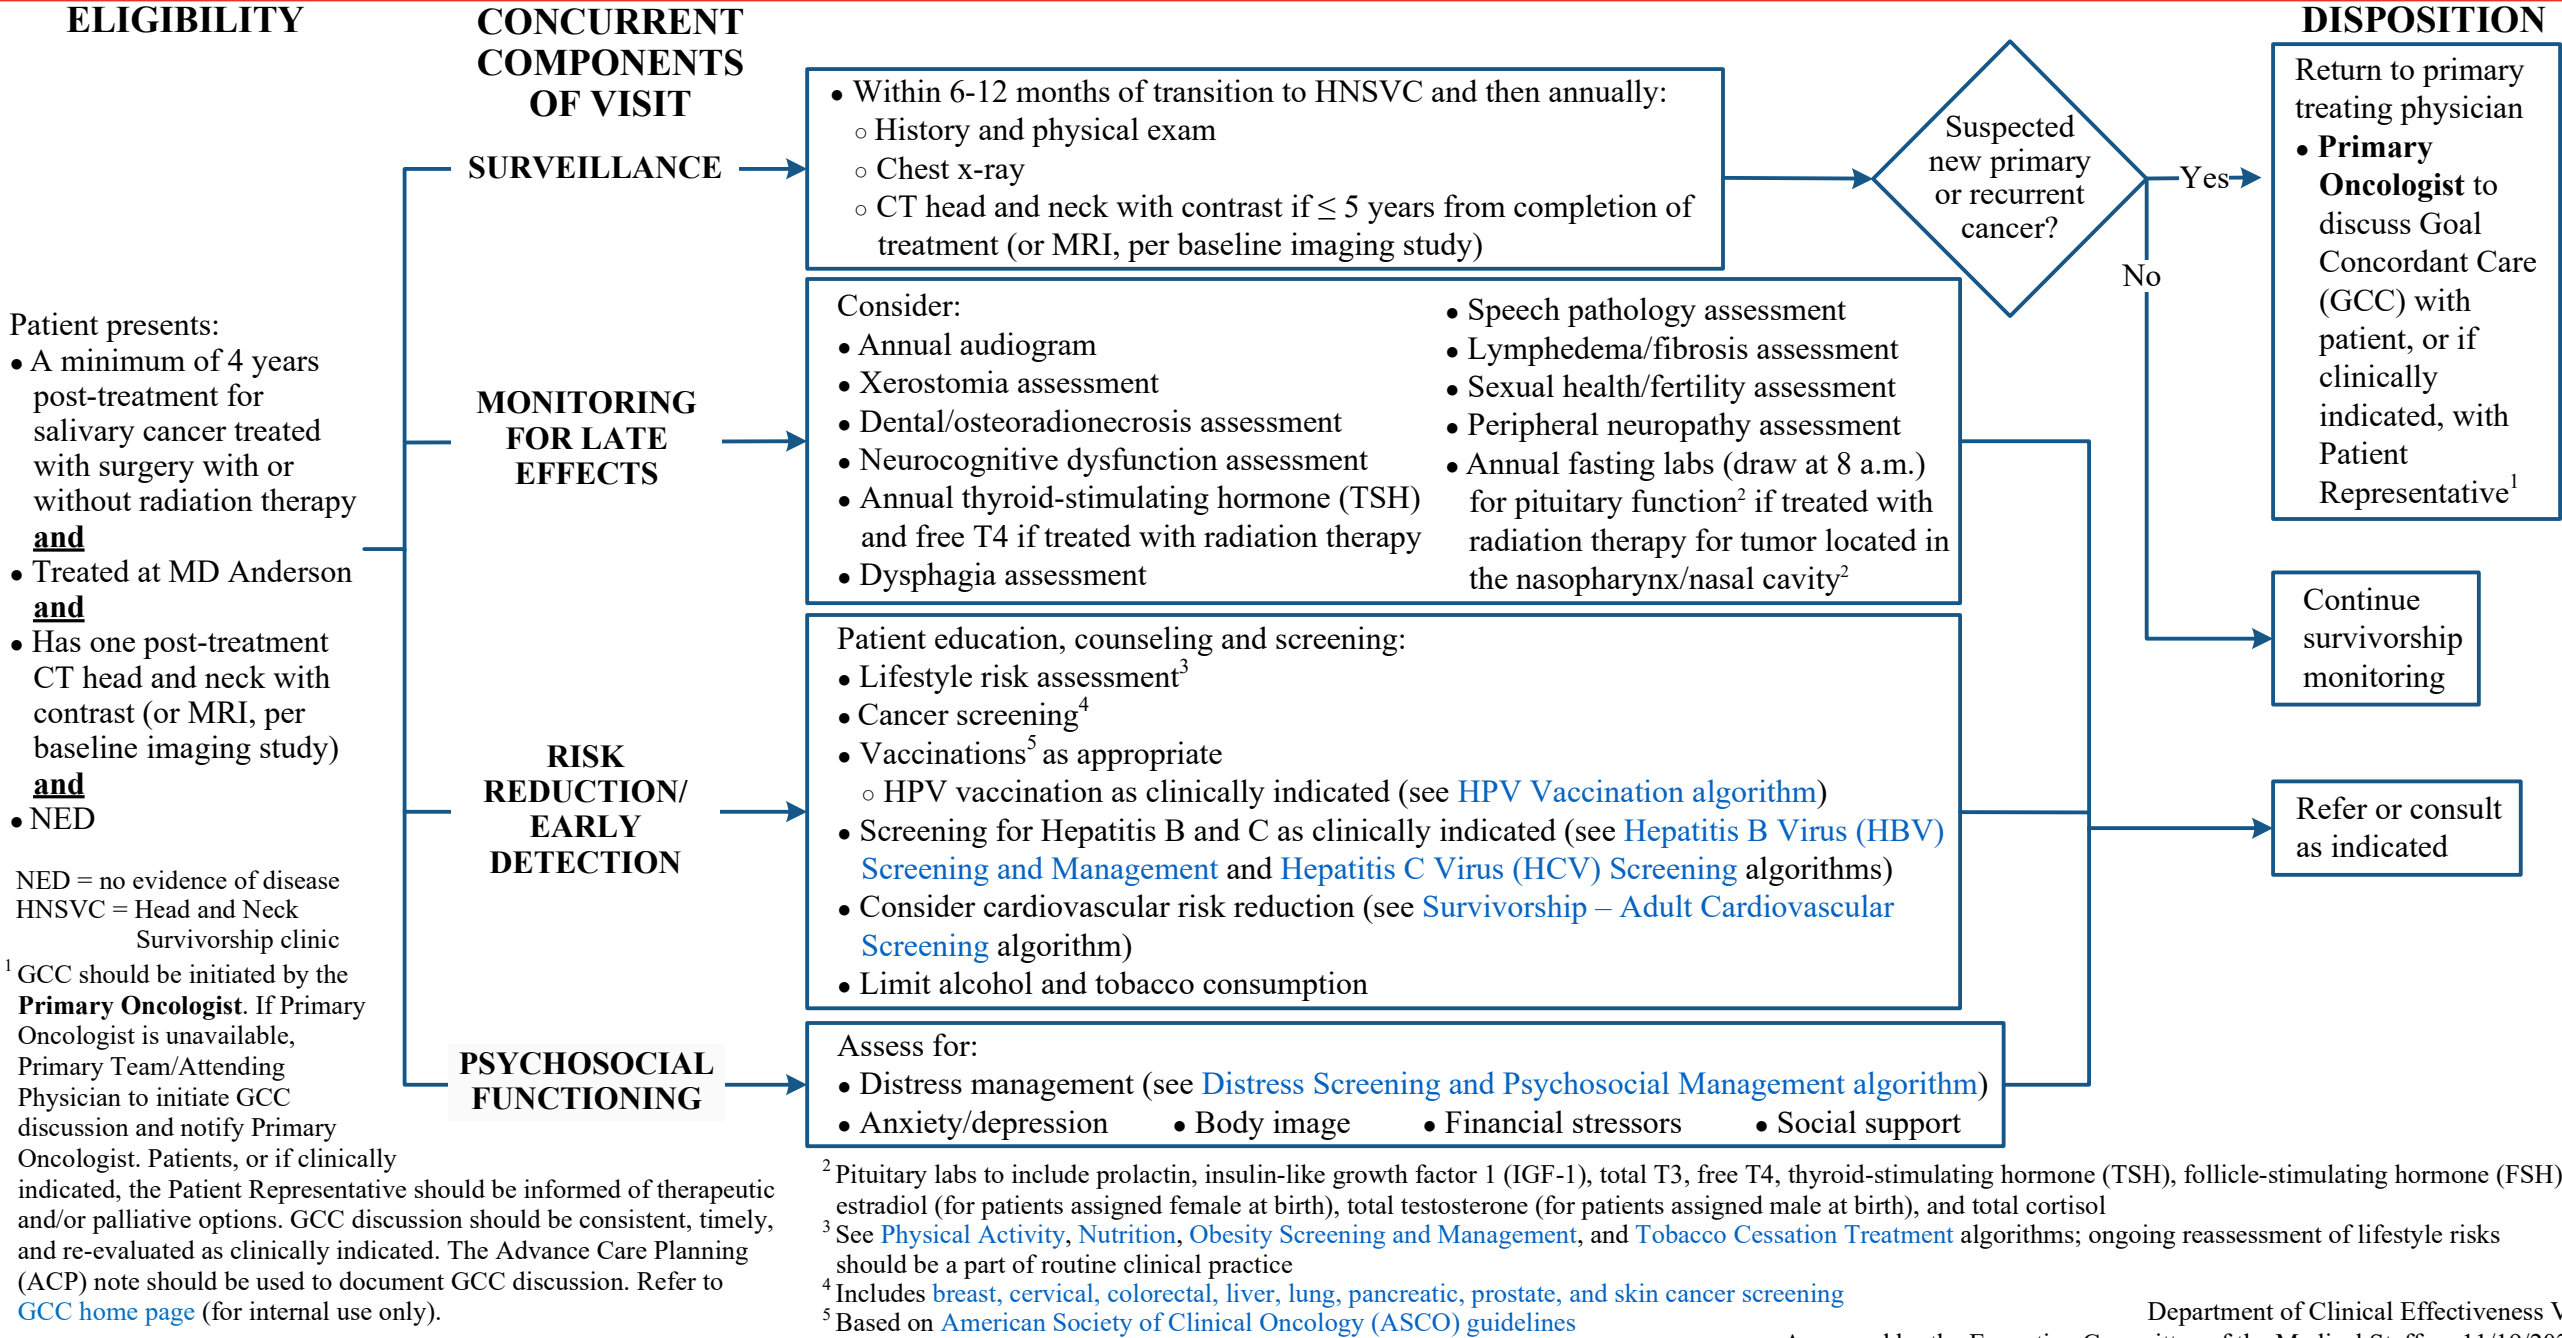 ELIGIBILITY
CONCURRENT
COMPONENTS
OF VISIT
DISPOSITION
Patient presents:
● A minimum of 4 years
post-treatment for
salivary cancer treated
with surgery with or
without radiation therapy
and
● Treated at MD Anderson
and
● Has one post-treatment
CT head and neck with
contrast (or MRI, per
baseline imaging study)
and
● NED
SURVEILLANCE
● Within 6-12 months of transition to HNSVC and then annually:
○ History and physical exam
○ Chest x-ray
○ CT head and neck with contrast if ≤ 5 years from completion of
treatment (or MRI, per baseline imaging study)
Suspected
new primary
or recurrent
cancer?
Yes
No
Return to primary
treating physician
● Primary
Oncologist to
discuss Goal
Concordant Care
(GCC) with
patient, or if
clinically
indicated, with
Patient
Representative1
Continue
survivorship
monitoring
MONITORING
FOR LATE
EFFECTS
Consider:
● Annual audiogram
● Xerostomia assessment
● Dental/osteoradionecrosis assessment
● Neurocognitive dysfunction assessment
● Annual thyroid-stimulating hormone (TSH)
and free T4 if treated with radiation therapy
● Dysphagia assessment
● Speech pathology assessment
● Lymphedema/fibrosis assessment
● Sexual health/fertility assessment
● Peripheral neuropathy assessment
● Annual fasting labs (draw at 8 a.m.)
for pituitary function2 if treated with
radiation therapy for tumor located in
the nasopharynx/nasal cavity2
RISK
REDUCTION/
EARLY
DETECTION
Patient education, counseling and screening:
● Lifestyle risk assessment3
● Cancer screening4
● Vaccinations5 as appropriate
○ HPV vaccination as clinically indicated (see HPV Vaccination algorithm)
● Screening for Hepatitis B and C as clinically indicated (see Hepatitis B Virus (HBV)
Screening and Management and Hepatitis C Virus (HCV) Screening algorithms)
● Consider cardiovascular risk reduction (see Survivorship – Adult Cardiovascular
Screening algorithm)
● Limit alcohol and tobacco consumption
Refer or consult
as indicated
PSYCHOSOCIAL
FUNCTIONING
Assess for:
● Distress management (see Distress Screening and Psychosocial Management algorithm)
● Anxiety/depression ● Body image ● Financial stressors ● Social support
NED = no evidence of disease
HNSVC = Head and Neck
Survivorship clinic
1 GCC should be initiated by the
Primary Oncologist. If Primary
Oncologist is unavailable,
Primary Team/Attending
Physician to initiate GCC
discussion and notify Primary
Oncologist. Patients, or if clinically
indicated, the Patient Representative should be informed of therapeutic
and/or palliative options. GCC discussion should be consistent, timely,
and re-evaluated as clinically indicated. The Advance Care Planning
(ACP) note should be used to document GCC discussion. Refer to
GCC home page (for internal use only).
2 Pituitary labs to include prolactin, insulin-like growth factor 1 (IGF-1), total T3, free T4, thyroid-stimulating hormone (TSH), follicle-stimulating hormone (FSH)
estradiol (for patients assigned female at birth), total testosterone (for patients assigned male at birth), and total cortisol
3 See Physical Activity, Nutrition, Obesity Screening and Management, and Tobacco Cessation Treatment algorithms; ongoing reassessment of lifestyle risks
should be a part of routine clinical practice
4 Includes breast, cervical, colorectal, liver, lung, pancreatic, prostate, and skin cancer screening
5 Based on American Society of Clinical Oncology (ASCO) guidelines
Department of Clinical Effectiveness V